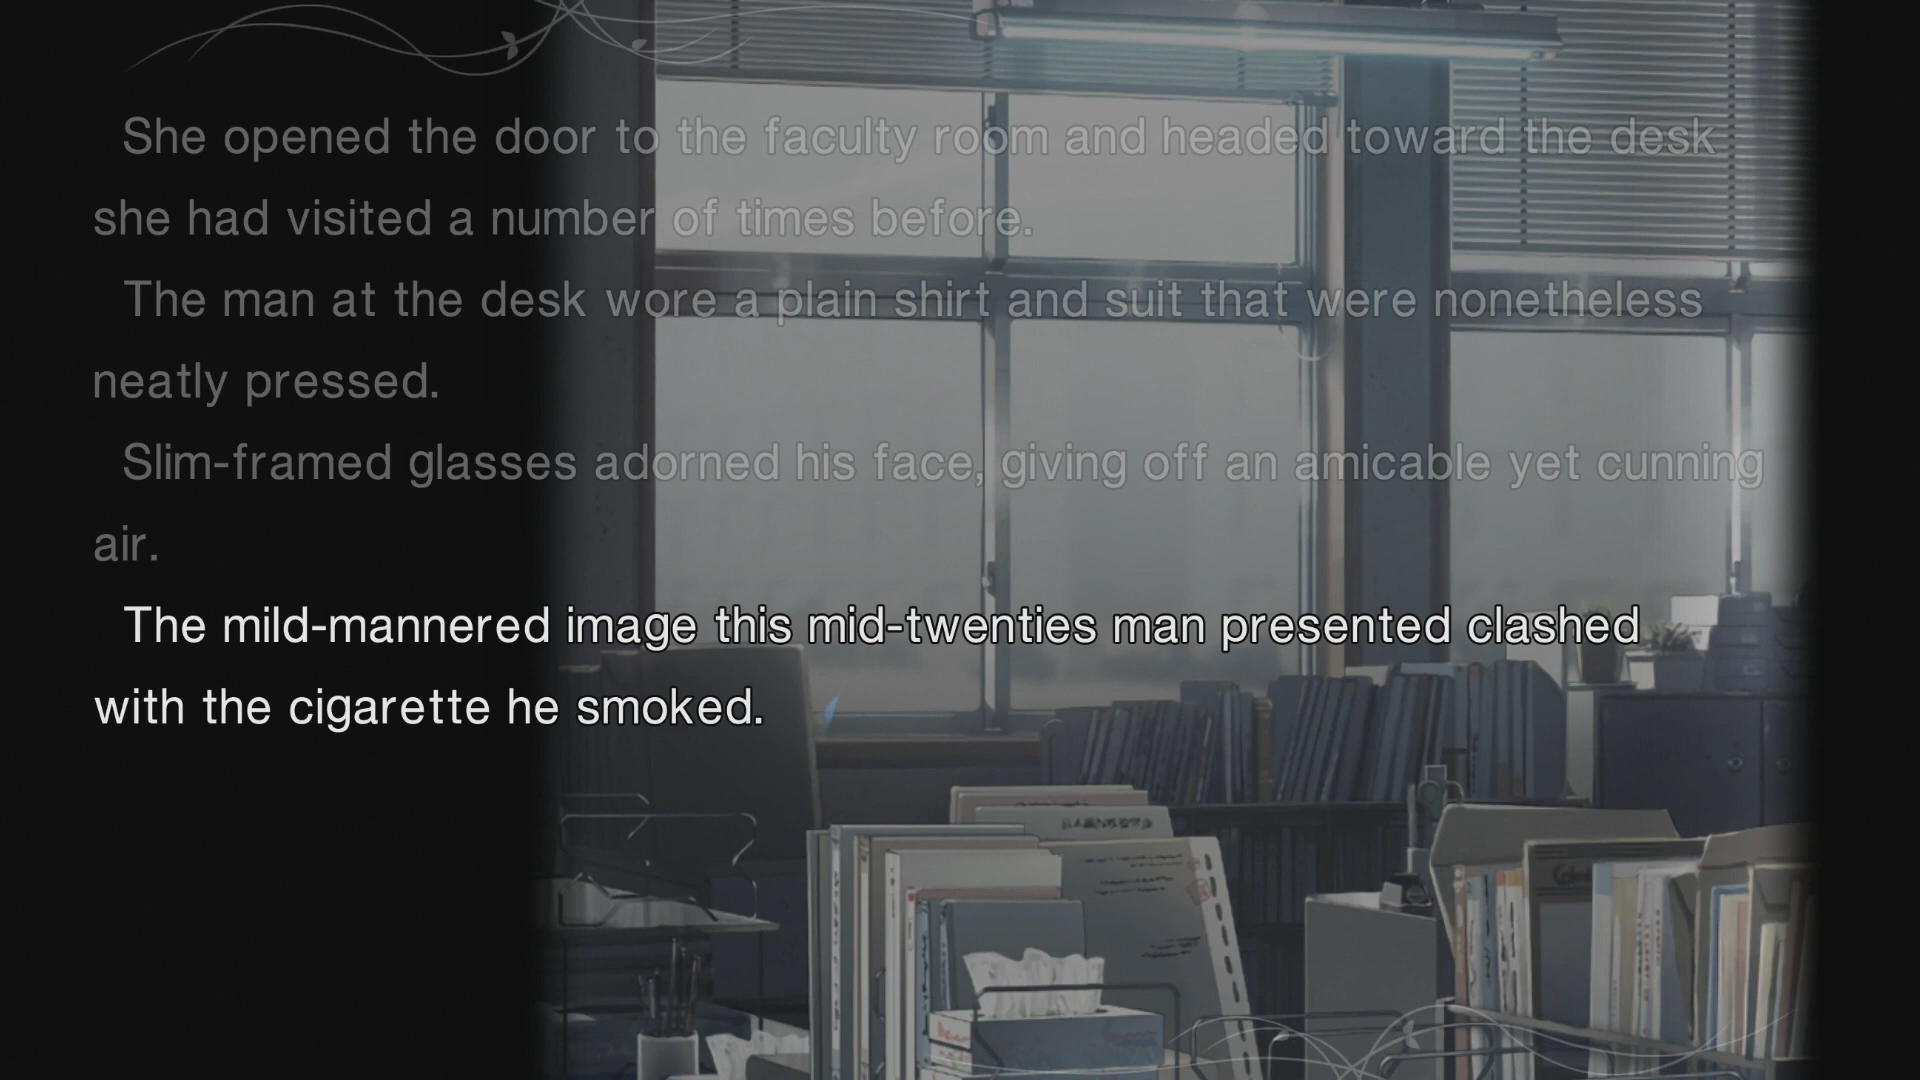 She opened the door to the faculty room and headed toward the desk
she had visited a number of times before.
The man at the desk wore a plain shirt and suit that were nonetheless
neatly pressed.
Slim-framed glasses adorned his face, giving off an amicable yet cunning
air.
The mild-mannered image this mid-twenties man presented clashed
with the cigarette he smoked.